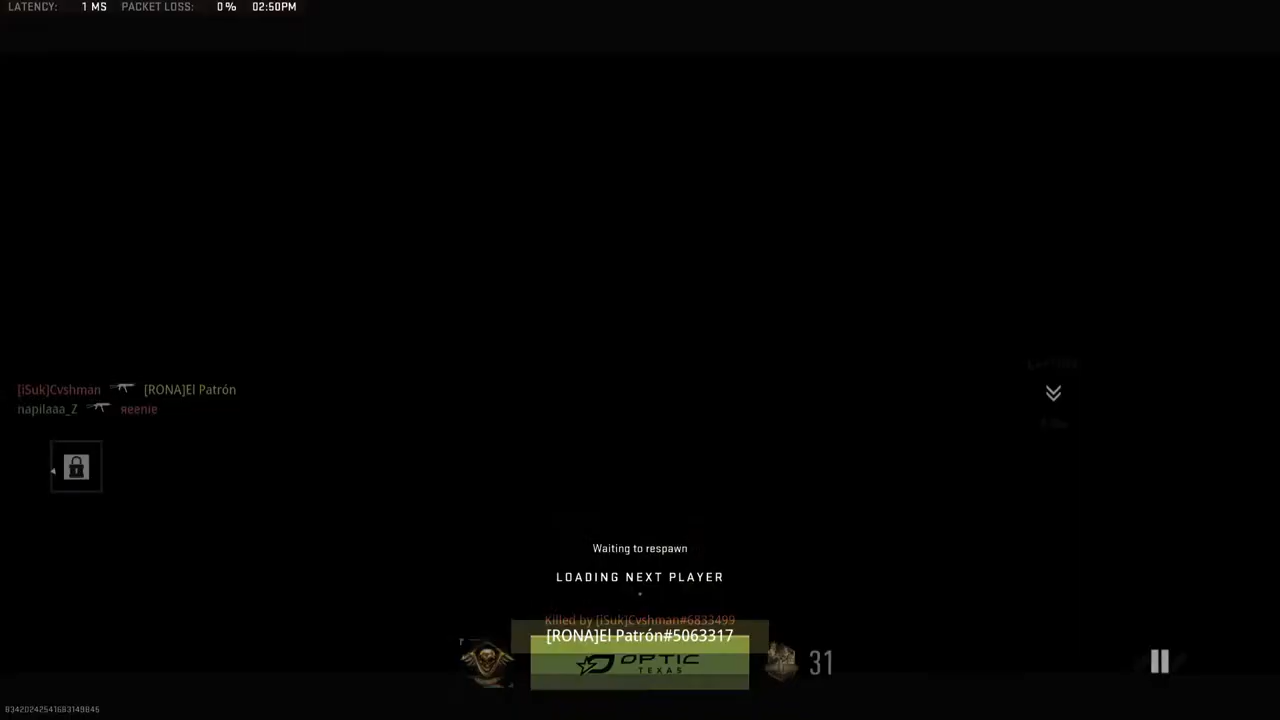 LATENCY: 1 MS PACKET LOSS: 0% 02:50PM
[iSuk]Cvshman [RONA]El Patrón
napilaaa_Z яeenie
Waiting to respawn
LOADING NEXT PLAYER
Killed by [iSuk]Cvshman#6833499
[RONA]El Patrón#5063317
OPTIC
TEXAS
31
83420242541683149845